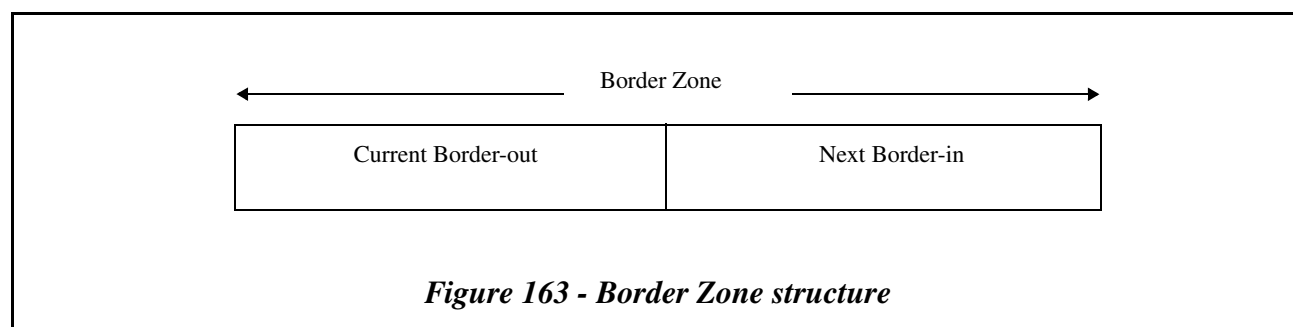 Border Zone
Current Border-out
Next Border-in
Figure 163 - Border Zone structure